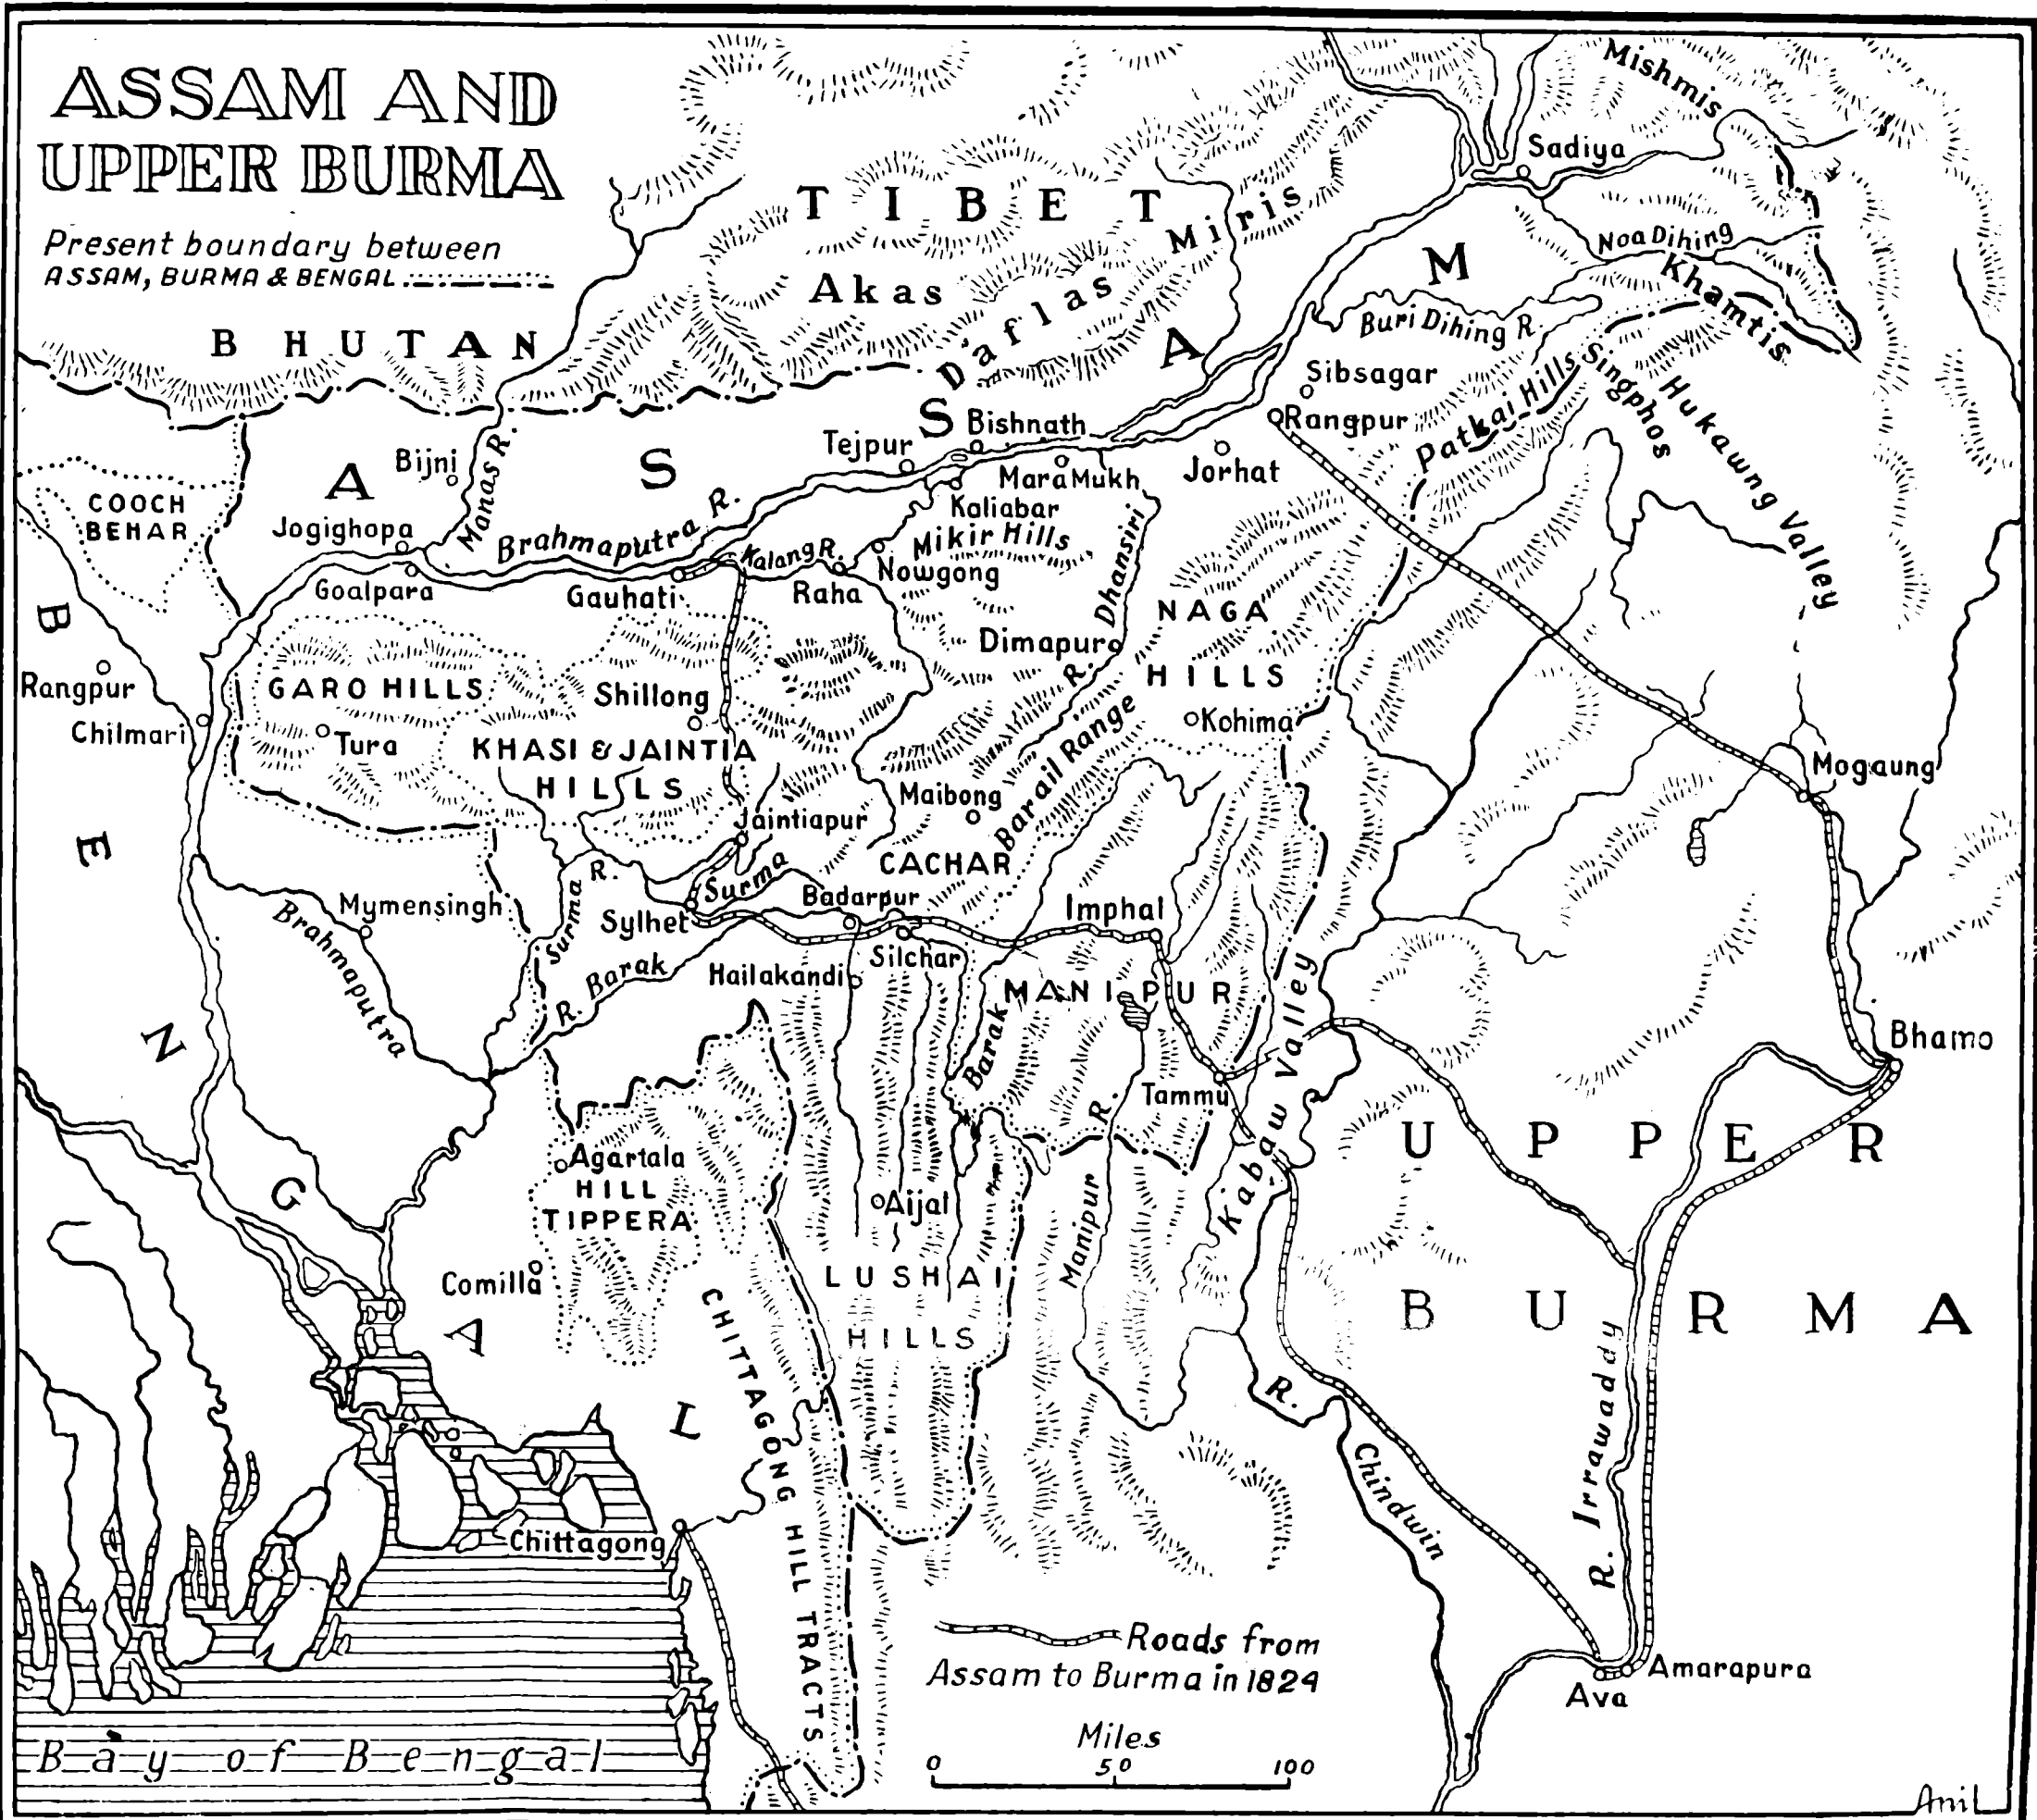 ASSAM AND
UPPER BURMA
Present boundary between
ASSAM, BURMA & BENGAL
Mishmis
Sadiya
TIBET
Miris
Akas
Daflas
Noa Dihing
Khamtis
BHUTAN
Buri Dihing R.
Sibsagar
Rangpur
Patkai Hills
Singphos
Hukawng Valley
ASSAM
Bijni
Manas R.
Tejpur
Bishnath
Mara Mukh
Jorhat
COOCH
BEHAR
Jogighopa
Brahmaputra R.
Kaliabar
Kalang R.
Mikir Hills
Nowgong
Goalpara
Gauhati
Raha
Dhansiri
R.
NAGA
HILLS
Dimapur
Rangpur
GARO HILLS
Shillong
Kohima
Chilmari
Tura
KHASI & JAINTIA
HILLS
Barail Range
Maibong
Mogaung
Jaintiapur
CACHAR
Surma R.
Surma
Mymensingh
Brahmaputra
Sylhet
Badarpur
Imphal
Silchar
R. Barak
Hailakandi
MANIPUR
Barak
Kabaw Valley
Bhamo
Tammu
Manipur
R.
UPPER
BURMA
BENGAL
Agartala
HILL
TIPPERA
Aijal
Comilla
LUSHAI
HILLS
CHITTAGONG HILL TRACTS
R.
Chindwin
R. Irrawaddy
Chittagong
Roads from
Assam to Burma in 1824
Amarapura
Ava
Miles
0 50 100
Bay of Bengal
Anil